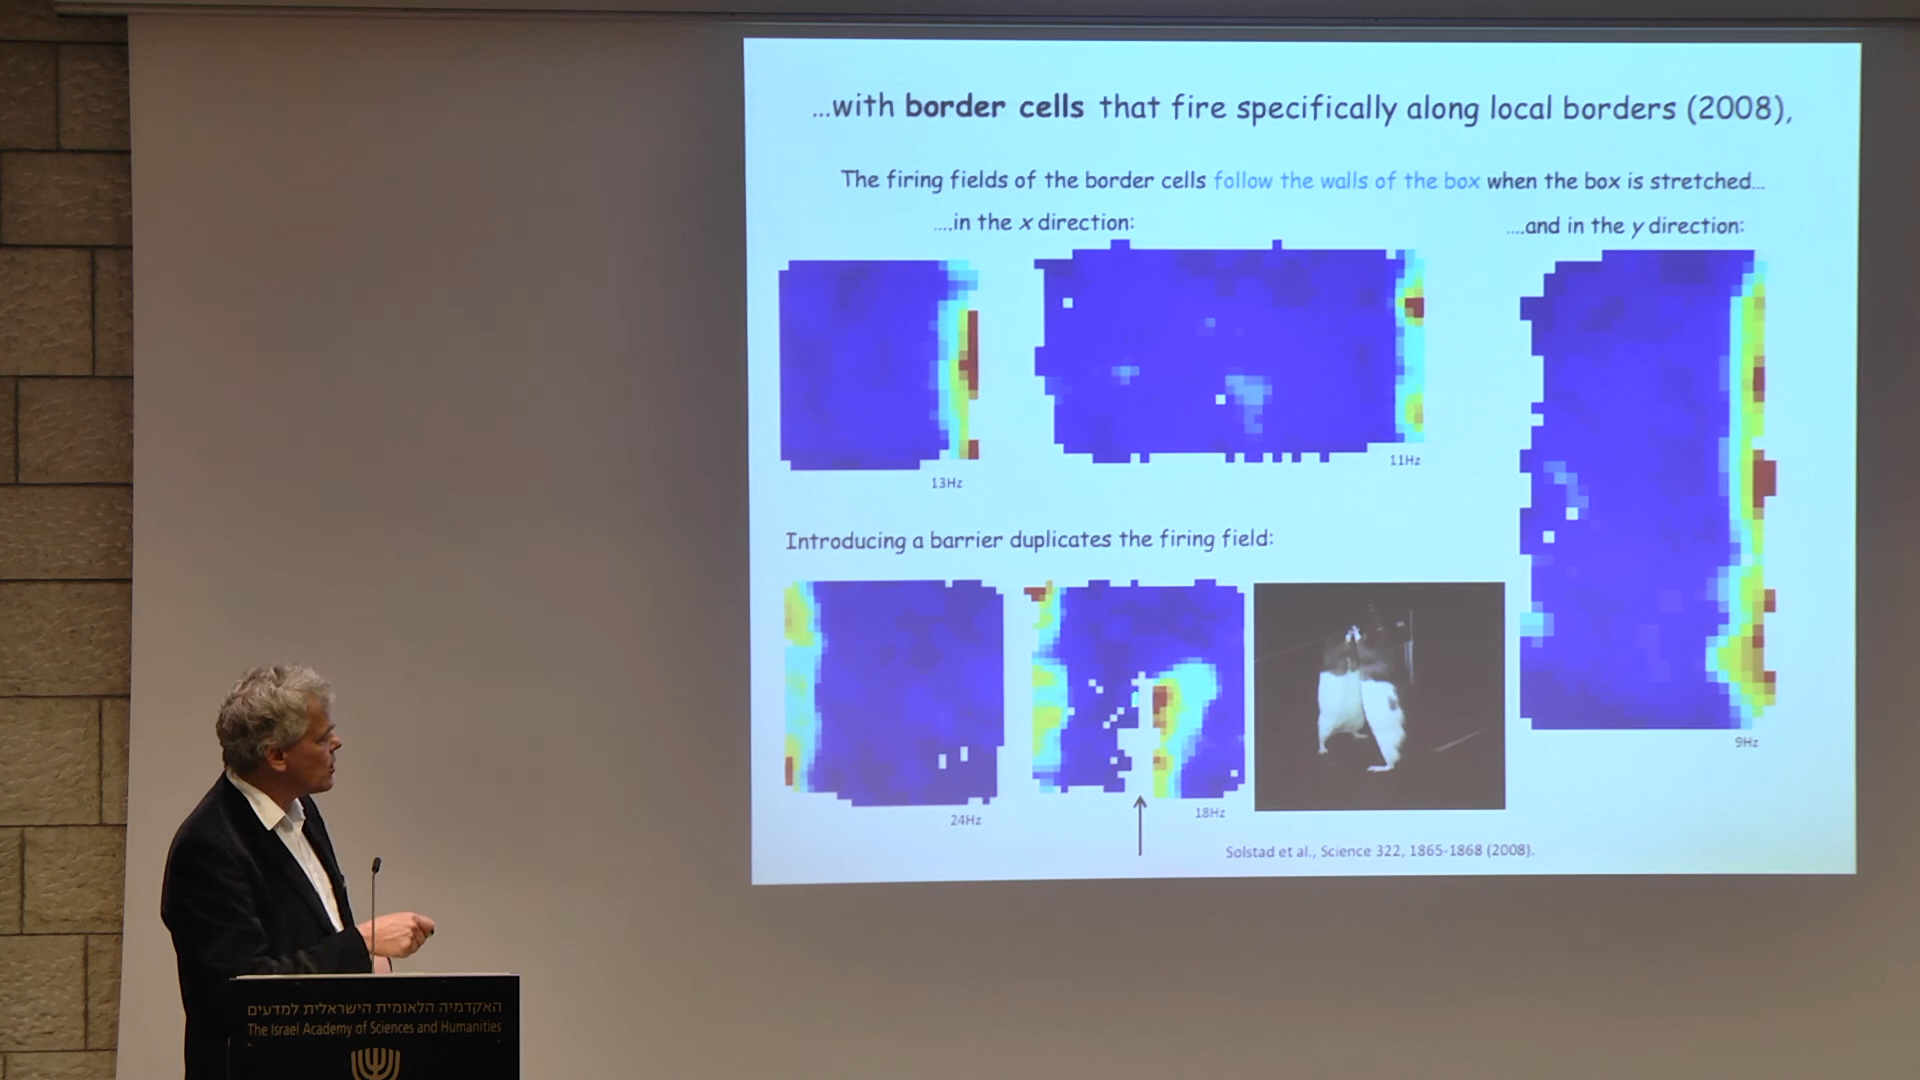 ...with border cells that fire specifically along local borders (2008),
The firing fields of the border cells follow the walls of the box when the box is stretched...
....in the x direction:
....and in the y direction:
13Hz
11Hz
Introducing a barrier duplicates the firing field:
9Hz
24Hz
18Hz
Solstad et al., Science 322, 1865-1868 (2008).
האקדמיה הלאומית הישראלית למדעים
The Israel Academy of Sciences and Humanities